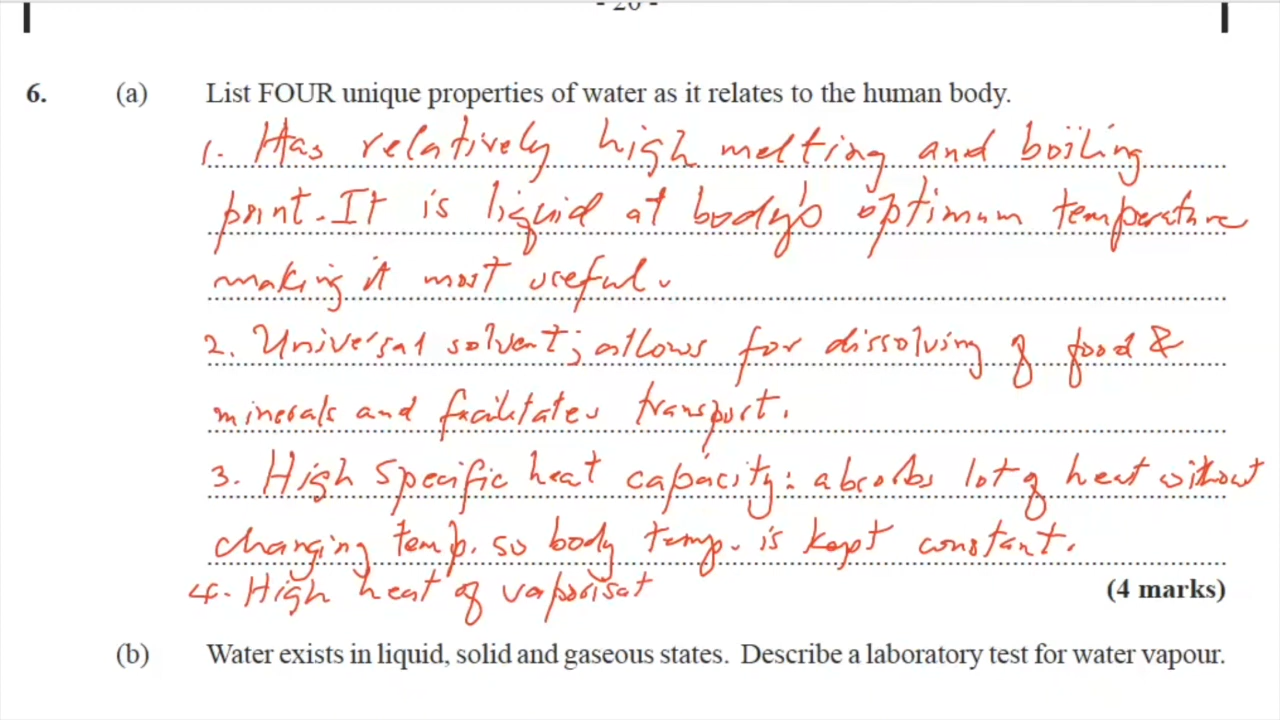 - 20 -
6. (a) List FOUR unique properties of water as it relates to the human body.
1. Has relatively high melting and boiling
point. It is liquid at body's optimum temperature
making it most useful.
2. Universal solvent; allows for dissolving of food &
minerals and facilitates transport.
3. High specific heat capacity: absorbs lot of heat without
changing temp. so body temp. is kept constant.
4. High heat of vaporisat
(4 marks)
(b) Water exists in liquid, solid and gaseous states. Describe a laboratory test for water vapour.